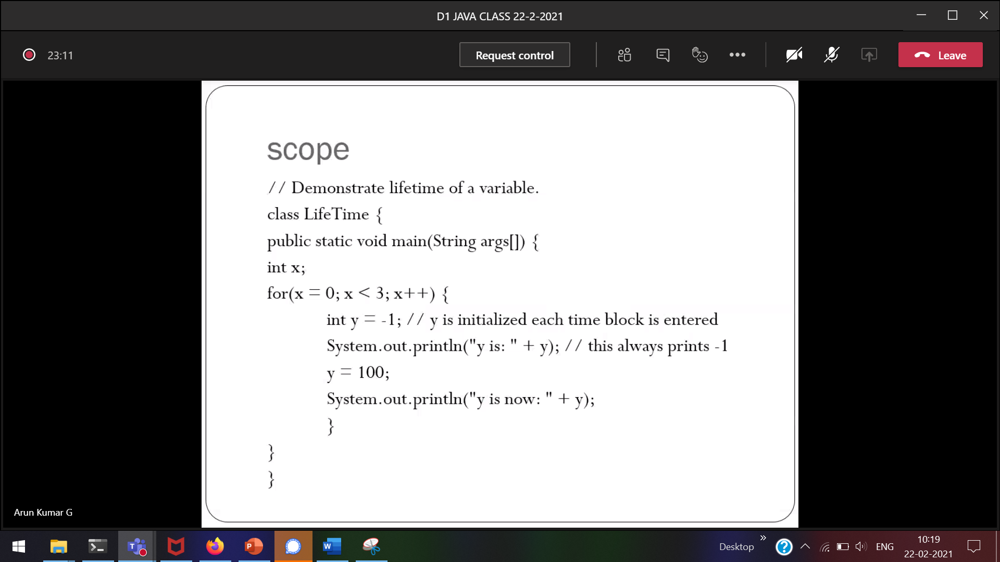 D1 JAVA CLASS 22-2-2021
23:11
Request control
Leave
scope
// Demonstrate lifetime of a variable.
class LifeTime {
public static void main(String args[]) {
int x;
for(x = 0; x < 3; x++) {
int y = -1; // y is initialized each time block is entered
System.out.println("y is: " + y); // this always prints -1
y = 100;
System.out.println("y is now: " + y);
}
}
}
Arun Kumar G
Desktop
ENG
10:19
22-02-2021